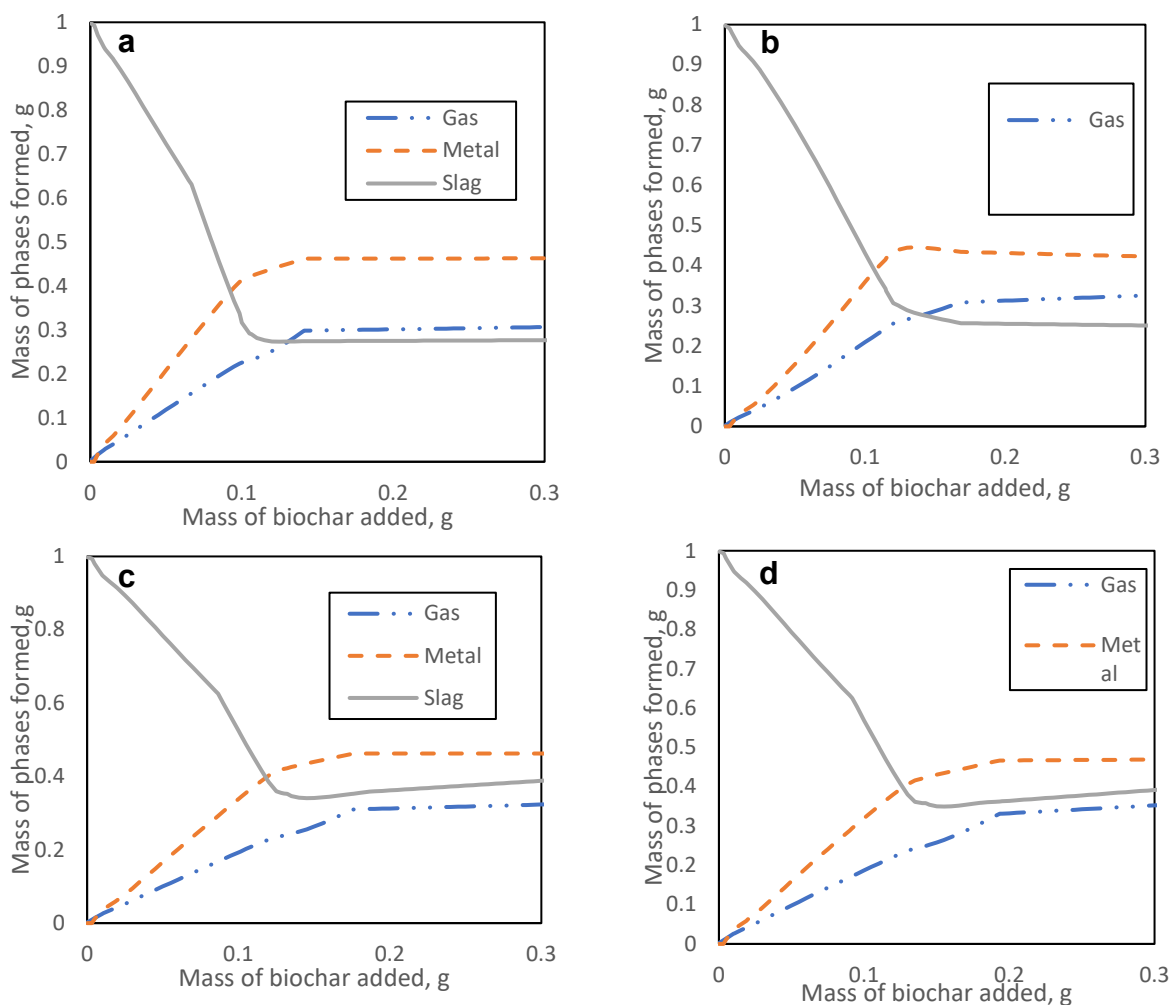 a
Mass of phases formed, g
1
0.9
0.8
0.7
0.6
0.5
0.4
0.3
0.2
0.1
0
0
0.1
0.2
0.3
Mass of biochar added, g
Gas
Metal
Slag
b
Mass of phases formed, g
1
0.9
0.8
0.7
0.6
0.5
0.4
0.3
0.2
0.1
0
0
0.1
0.2
0.3
Mass of biochar added, g
Gas
c
Mass of phases formed,g
1
0.8
0.6
0.4
0.2
0
0
0.1
0.2
0.3
Mass of biochar added, g
Gas
Metal
Slag
d
Mass of phases formed, g
1
0.9
0.8
0.7
0.6
0.5
0.4
0.3
0.2
0.1
0
0
0.1
0.2
0.3
Mass of biochar added, g
Gas
Met
al